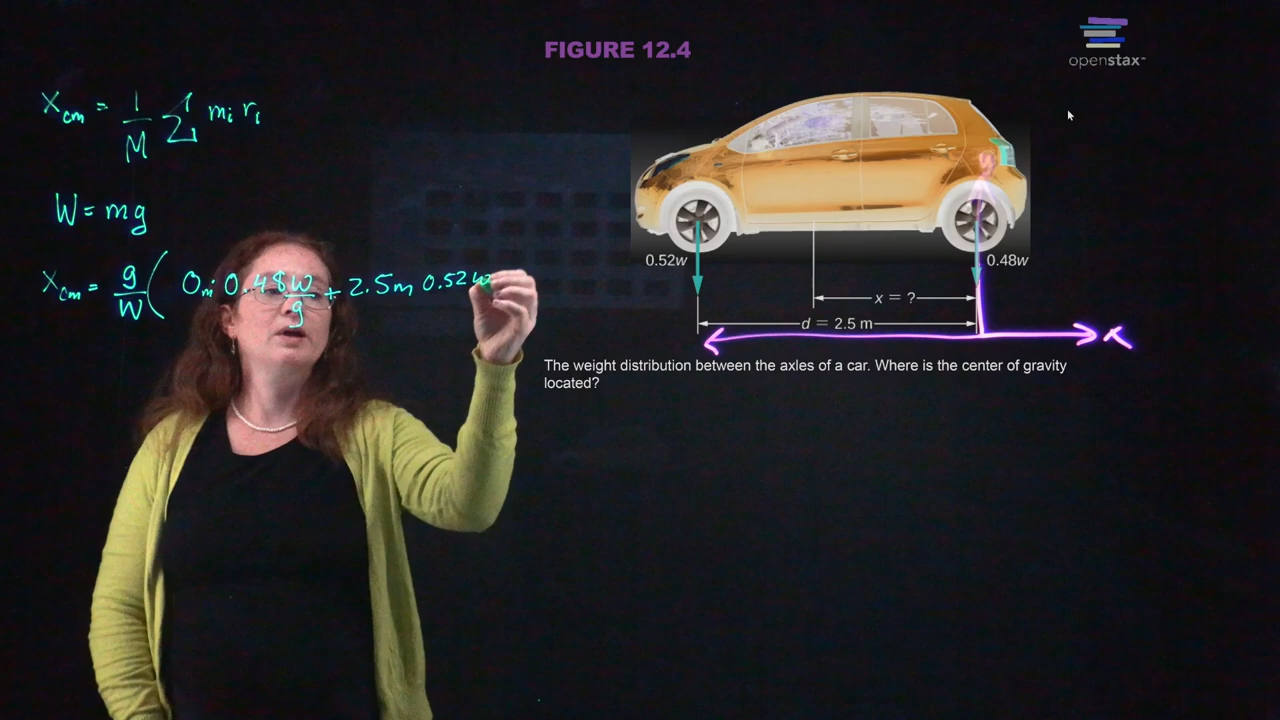 FIGURE 12.4
openstax
X_cm = 1/M Σ m_i r_i
W = mg
X_cm = g/W ( 0m · 0.48 W/g + 2.5m 0.52 w
0.52w
0.48w
x = ?
d = 2.5 m
x
The weight distribution between the axles of a car. Where is the center of gravity
located?